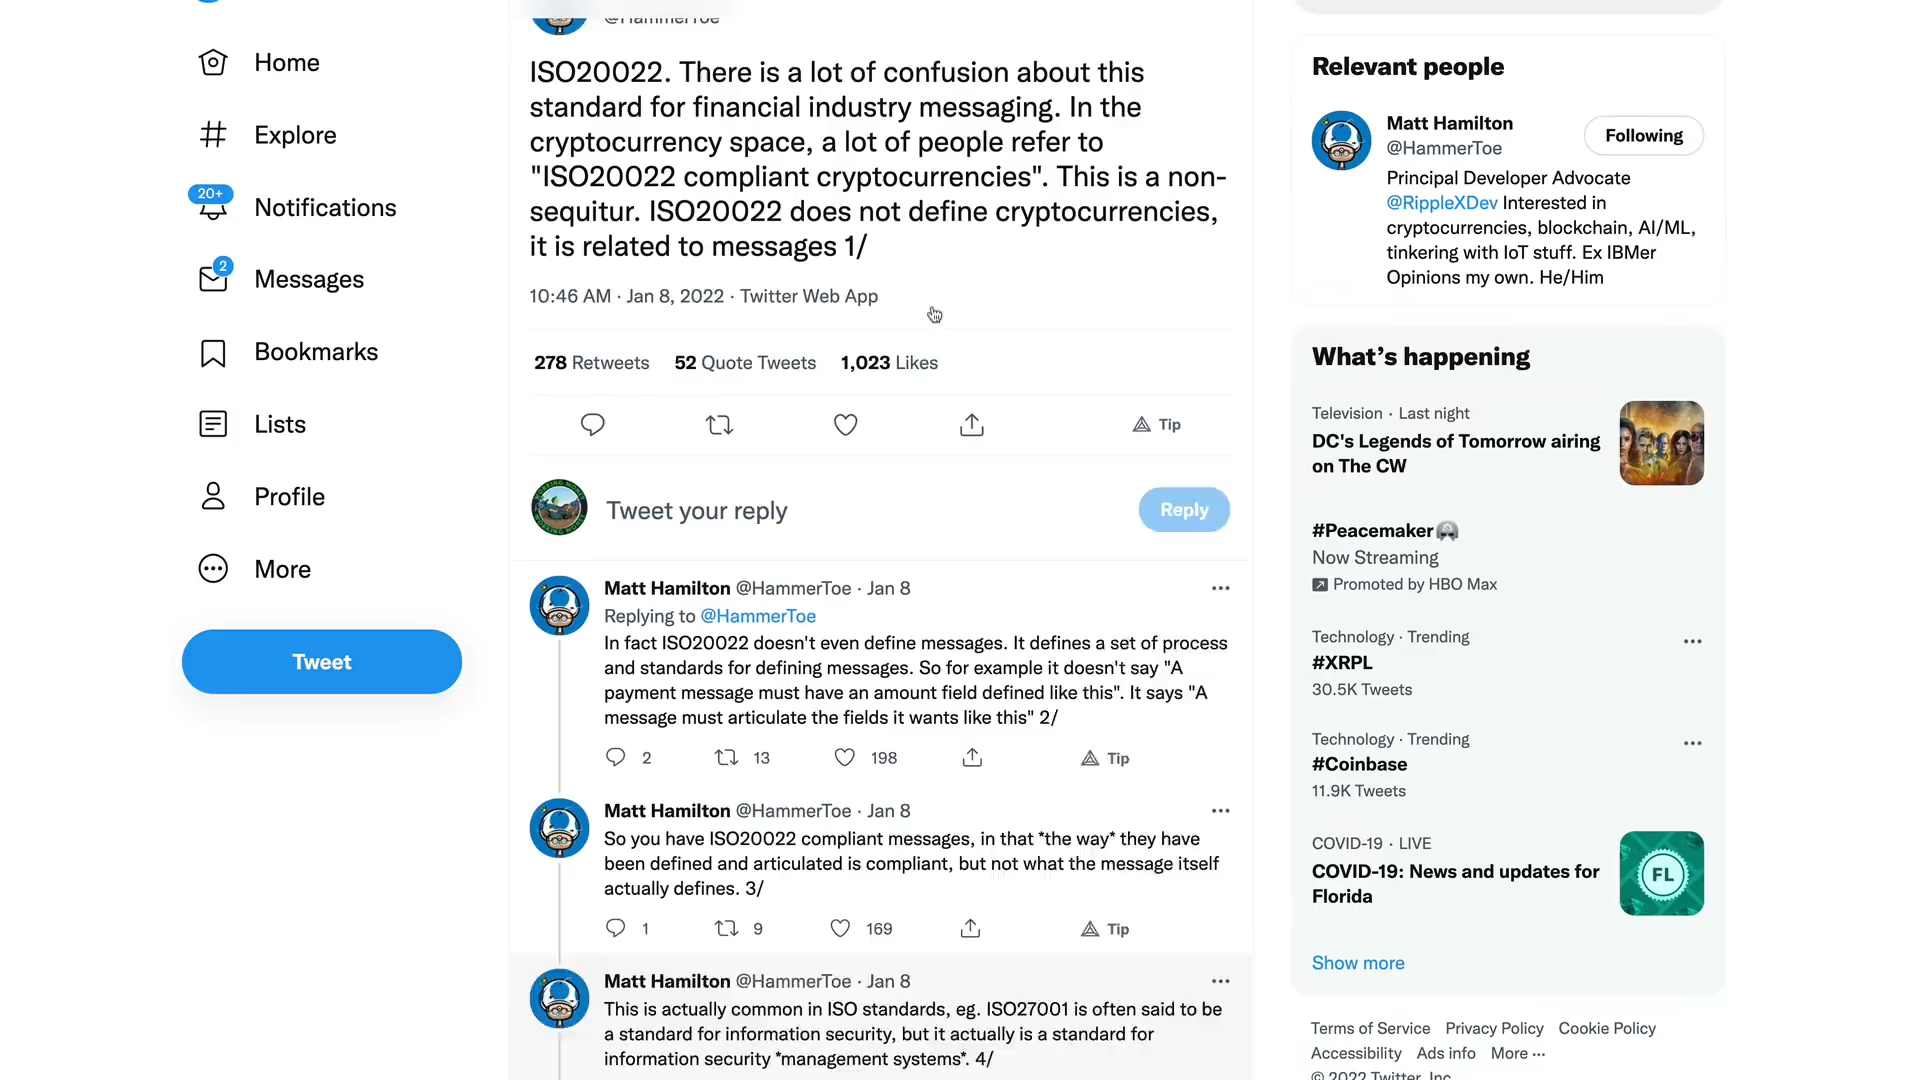 Home
Explore
20+
Notifications
2
Messages
Bookmarks
Lists
Profile
More
Tweet
@HammerToe
ISO20022. There is a lot of confusion about this
standard for financial industry messaging. In the
cryptocurrency space, a lot of people refer to
"ISO20022 compliant cryptocurrencies". This is a non-
sequitur. ISO20022 does not define cryptocurrencies,
it is related to messages 1/
10:46 AM · Jan 8, 2022 · Twitter Web App
278 Retweets 52 Quote Tweets 1,023 Likes
Tip
Tweet your reply
Reply
Matt Hamilton @HammerToe · Jan 8
Replying to @HammerToe
In fact ISO20022 doesn't even define messages. It defines a set of process
and standards for defining messages. So for example it doesn't say "A
payment message must have an amount field defined like this". It says "A
message must articulate the fields it wants like this" 2/
2 13 198 Tip
Matt Hamilton @HammerToe · Jan 8
So you have ISO20022 compliant messages, in that *the way* they have
been defined and articulated is compliant, but not what the message itself
actually defines. 3/
1 9 169 Tip
Matt Hamilton @HammerToe · Jan 8
This is actually common in ISO standards, eg. ISO27001 is often said to be
a standard for information security, but it actually is a standard for
information security *management systems*. 4/
Relevant people
Matt Hamilton
@HammerToe
Following
Principal Developer Advocate
@RippleXDev Interested in
cryptocurrencies, blockchain, AI/ML,
tinkering with IoT stuff. Ex IBMer
Opinions my own. He/Him
What's happening
Television · Last night
DC's Legends of Tomorrow airing
on The CW
#Peacemaker
Now Streaming
Promoted by HBO Max
Technology · Trending
#XRPL
30.5K Tweets
Technology · Trending
#Coinbase
11.9K Tweets
COVID-19 · LIVE
COVID-19: News and updates for
Florida
FL
Show more
Terms of Service Privacy Policy Cookie Policy
Accessibility Ads info More ···
© 2022 Twitter, Inc.